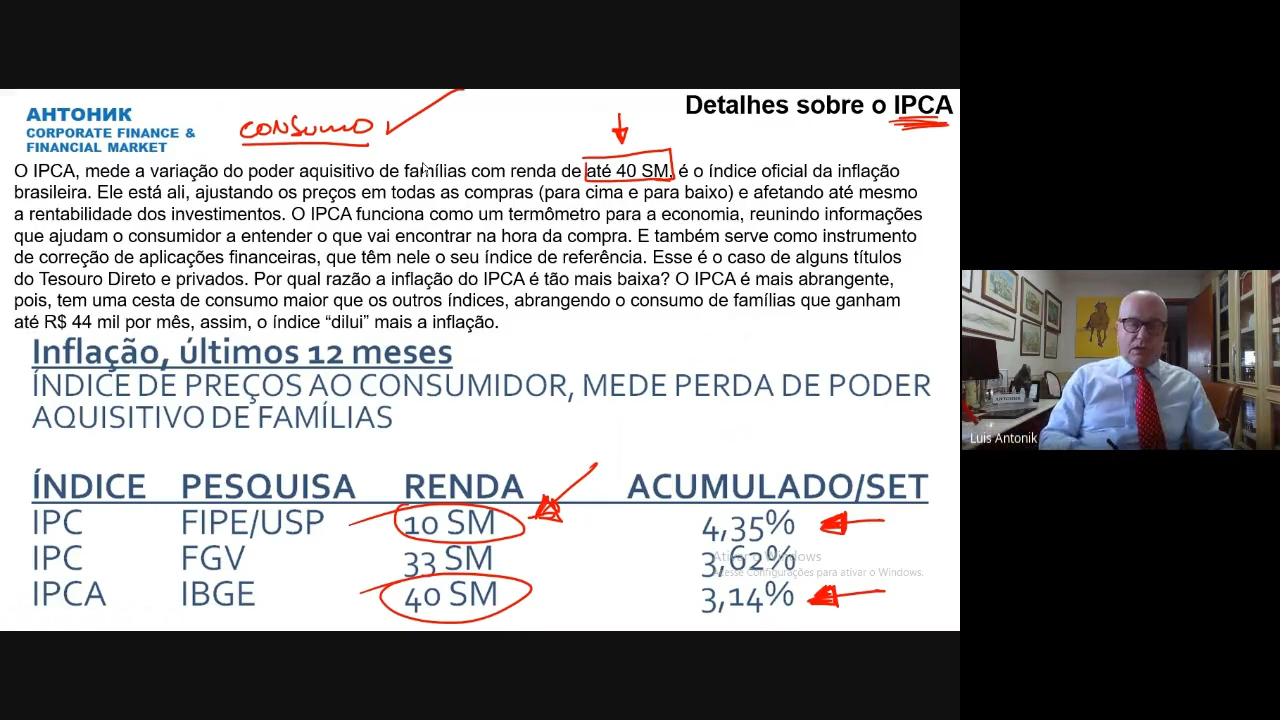 Detalhes sobre o IPCA
АНТОНИК
CORPORATE FINANCE &
FINANCIAL MARKET
CONSUMO
O IPCA, mede a variação do poder aquisitivo de famílias com renda de até 40 SM, é o índice oficial da inflação
brasileira. Ele está ali, ajustando os preços em todas as compras (para cima e para baixo) e afetando até mesmo
a rentabilidade dos investimentos. O IPCA funciona como um termômetro para a economia, reunindo informações
que ajudam o consumidor a entender o que vai encontrar na hora da compra. E também serve como instrumento
de correção de aplicações financeiras, que têm nele o seu índice de referência. Esse é o caso de alguns títulos
do Tesouro Direto e privados. Por qual razão a inflação do IPCA é tão mais baixa? O IPCA é mais abrangente,
pois, tem uma cesta de consumo maior que os outros índices, abrangendo o consumo de famílias que ganham
até R$ 44 mil por mês, assim, o índice “dilui” mais a inflação.
Inflação, últimos 12 meses
ÍNDICE DE PREÇOS AO CONSUMIDOR, MEDE PERDA DE PODER
AQUISITIVO DE FAMÍLIAS
ÍNDICE PESQUISA RENDA ACUMULADO/SET
IPC FIPE/USP 10 SM 4,35%
IPC FGV 33 SM 3,62%
IPCA IBGE 40 SM 3,14%
Ativar o Windows
Acesse Configurações para ativar o Windows.
ANTONIK
Luis Antonik